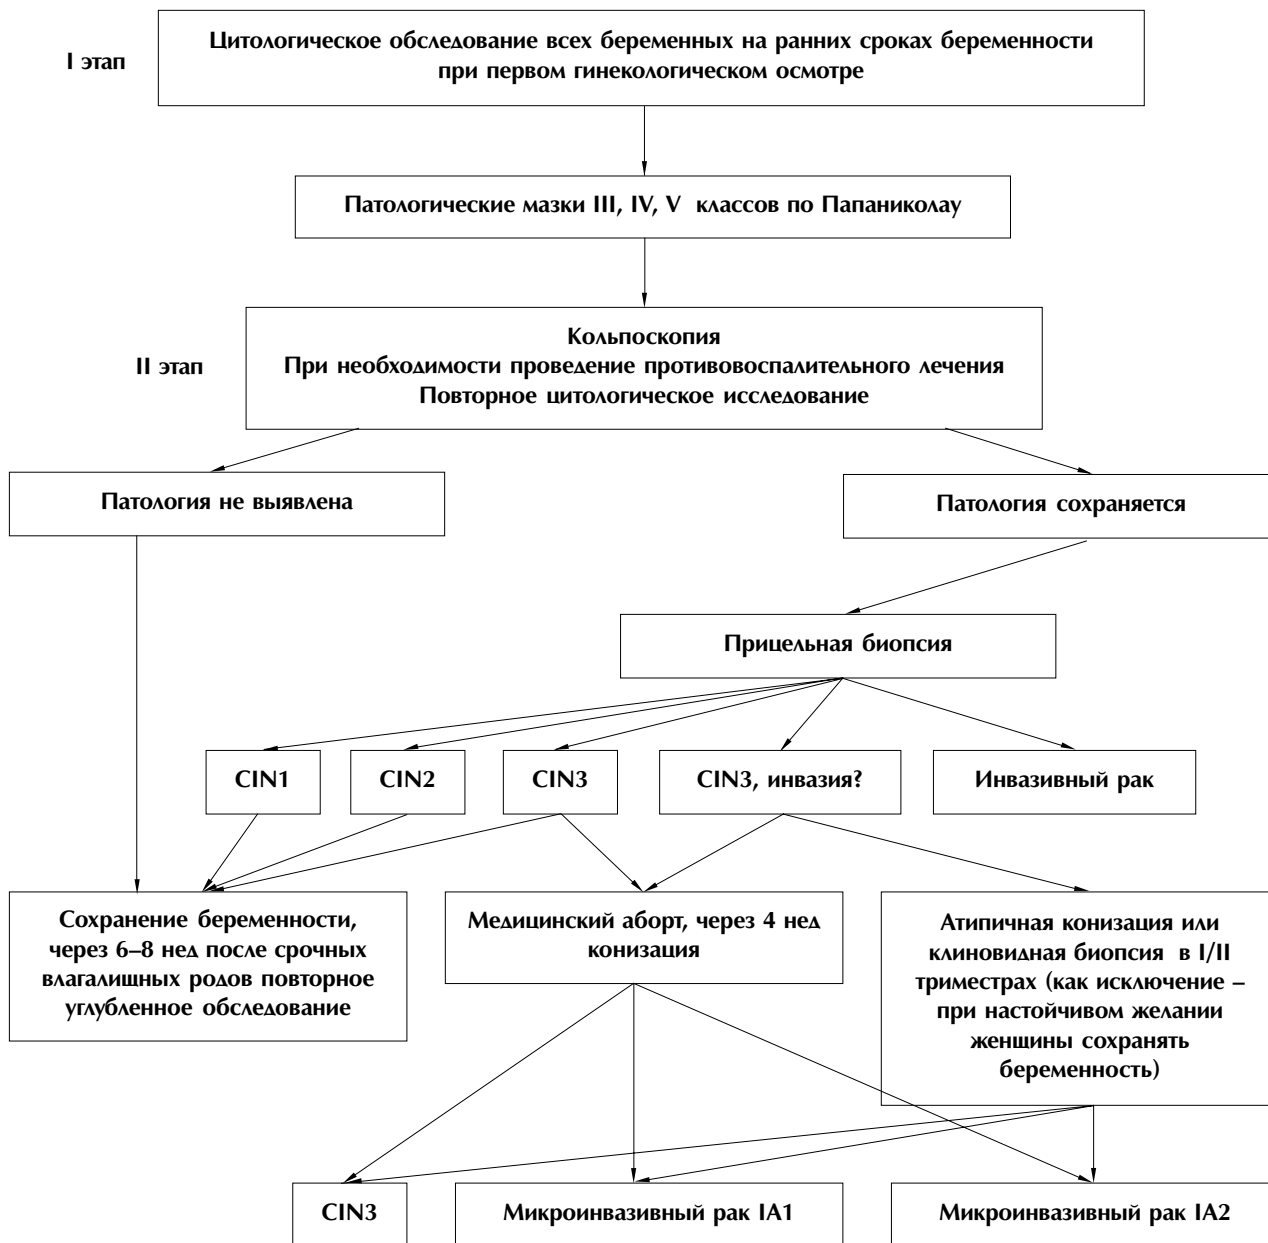 I этап
Цитологическое обследование всех беременных на ранних сроках беременности
при первом гинекологическом осмотре
Патологические мазки III, IV, V классов по Папаниколау
II этап
Кольпоскопия
При необходимости проведение противовоспалительного лечения
Повторное цитологическое исследование
Патология не выявлена
Патология сохраняется
Прицельная биопсия
CIN1
CIN2
CIN3
CIN3, инвазия?
Инвазивный рак
Сохранение беременности,
через 6–8 нед после срочных
влагалищных родов повторное
углубленное обследование
Медицинский аборт, через 4 нед
конизация
Атипичная конизация или
клиновидная биопсия в I/II
триместрах (как исключение –
при настойчивом желании
женщины сохранять
беременность)
CIN3
Микроинвазивный рак IA1
Микроинвазивный рак IA2